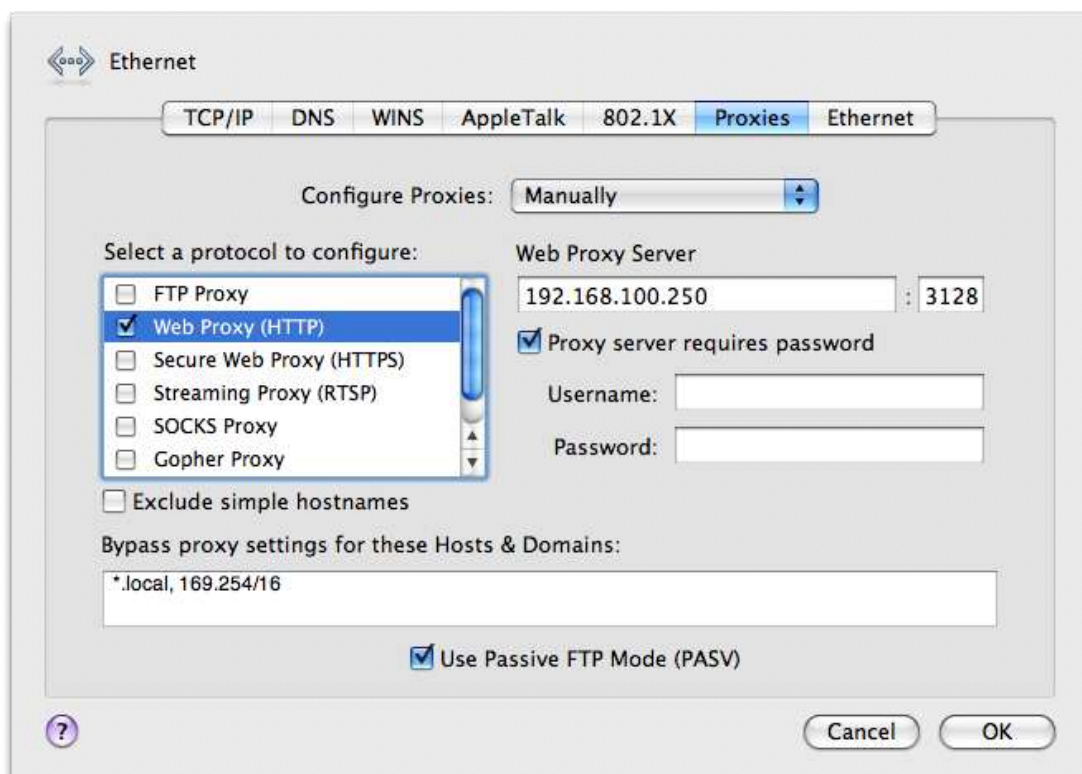 Ethernet
TCP/IP DNS WINS AppleTalk 802.1X Proxies Ethernet
Configure Proxies: Manually
Select a protocol to configure:
FTP Proxy
Web Proxy (HTTP)
Secure Web Proxy (HTTPS)
Streaming Proxy (RTSP)
SOCKS Proxy
Gopher Proxy
Exclude simple hostnames
Web Proxy Server
192.168.100.250 : 3128
Proxy server requires password
Username:
Password:
Bypass proxy settings for these Hosts & Domains:
*.local, 169.254/16
Use Passive FTP Mode (PASV)
? Cancel OK